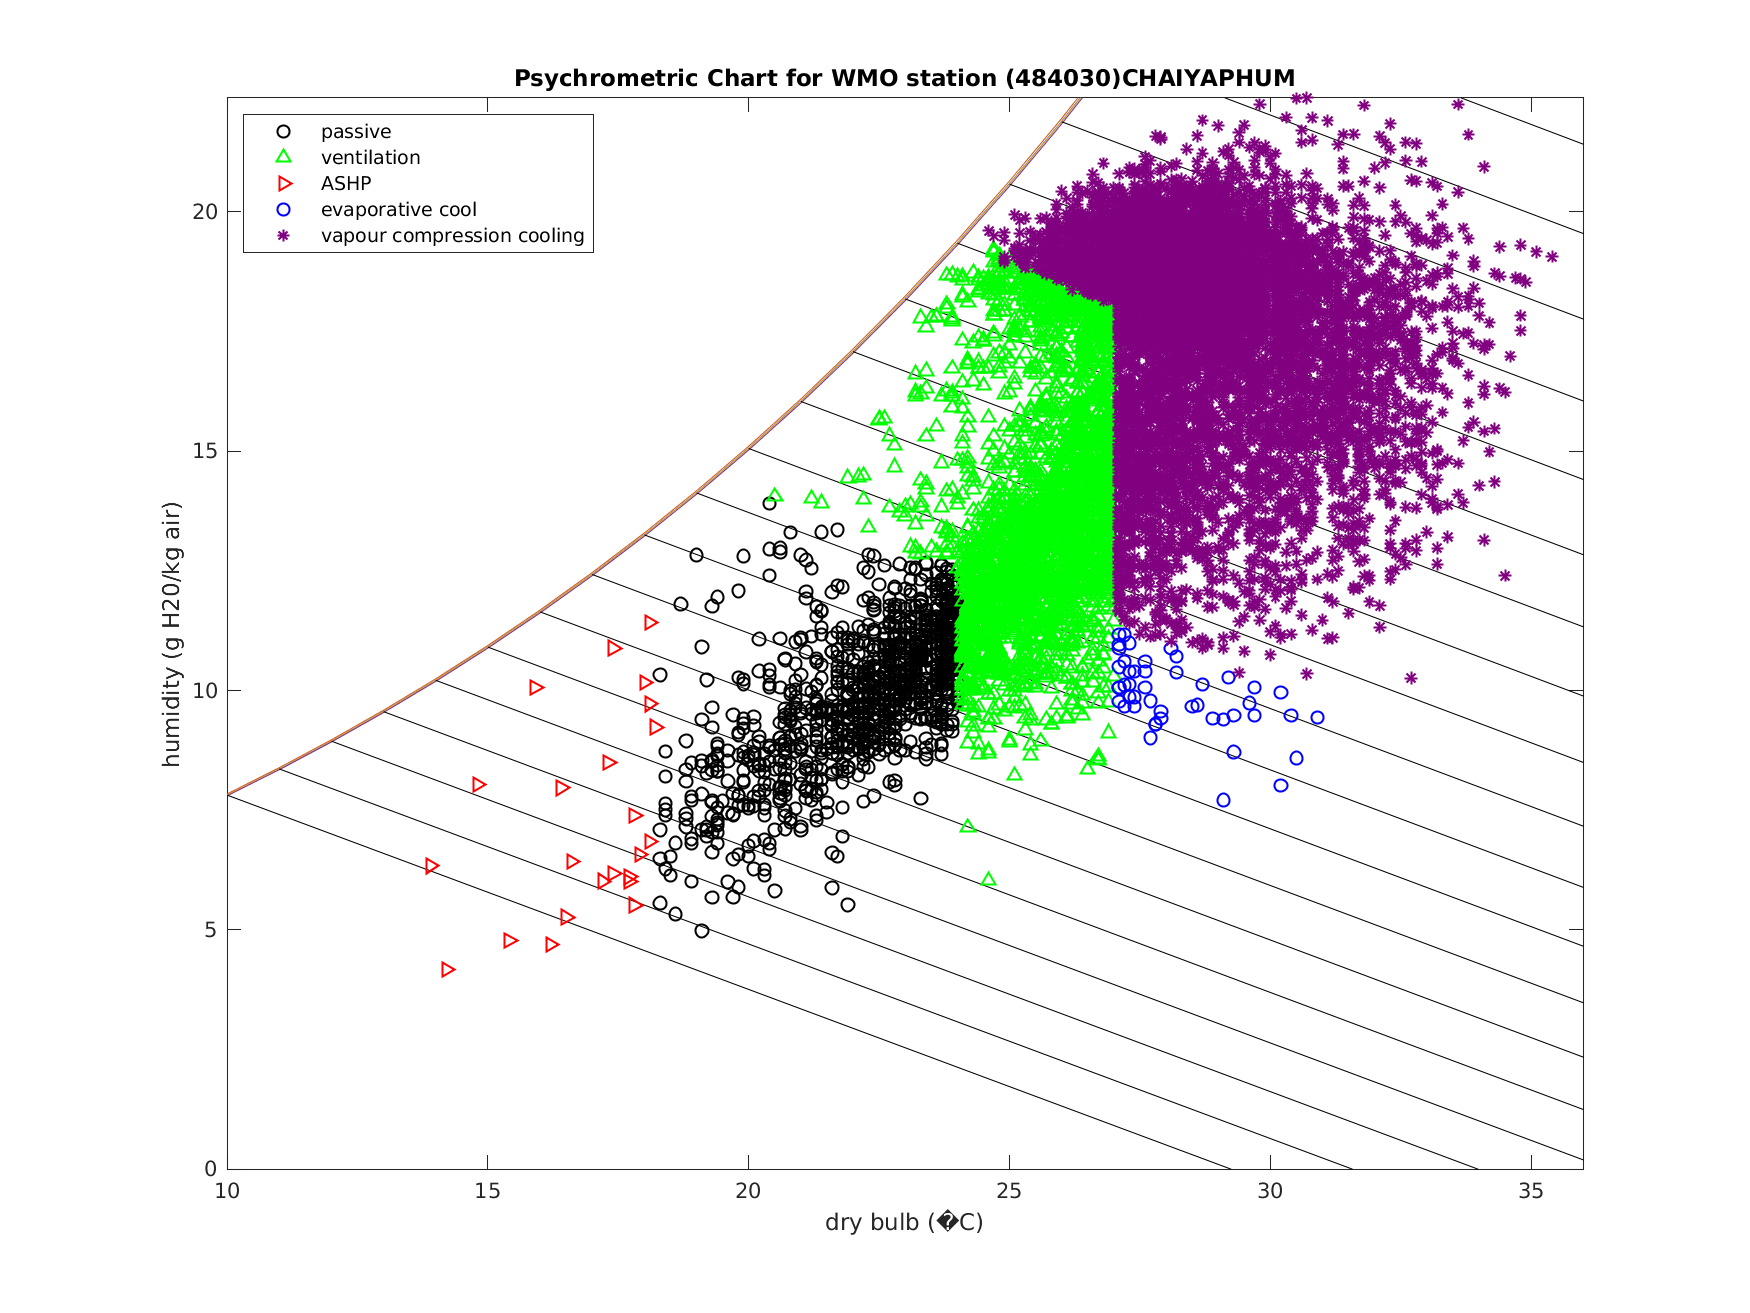 Psychrometric Chart for WMO station (484030)CHAIYAPHUM
passive
ventilation
ASHP
evaporative cool
vapour compression cooling
humidity (g H20/kg air)
20
15
10
5
0
10 15 20 25 30 35
dry bulb (�C)